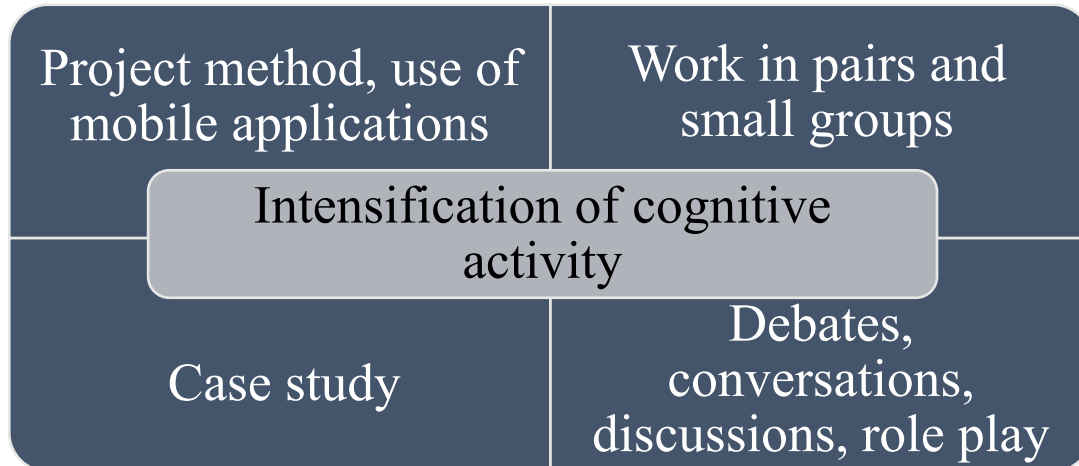 Project method, use of
mobile applications
Work in pairs and
small groups
Intensification of cognitive
activity
Case study
Debates,
conversations,
discussions, role play